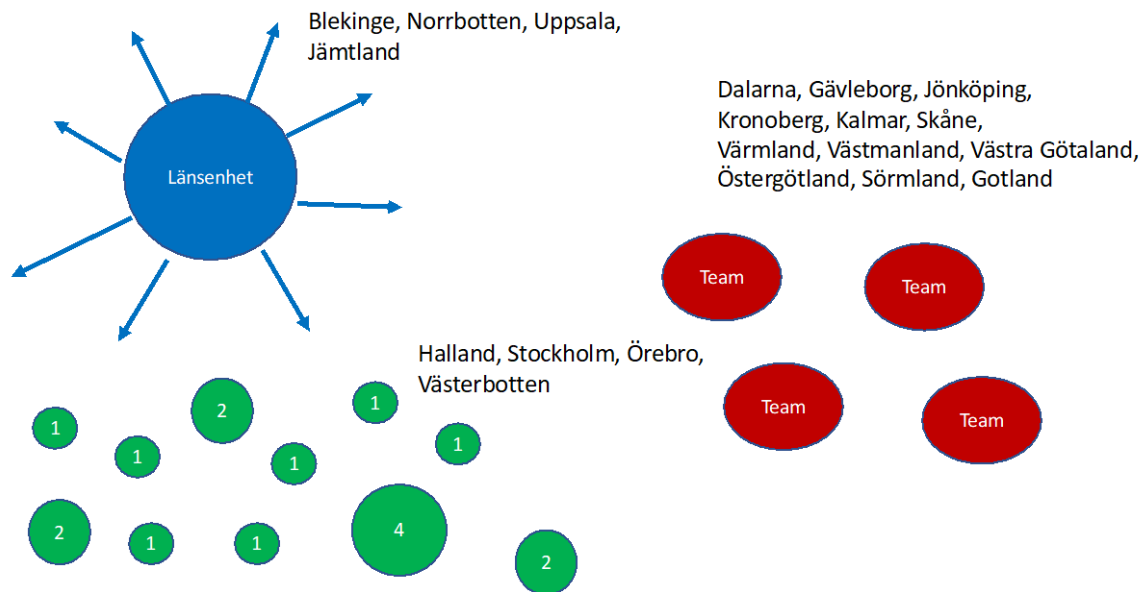 Blekinge, Norrbotten, Uppsala,
Jämtland
Länsenhet
Dalarna, Gävleborg, Jönköping,
Kronoberg, Kalmar, Skåne,
Värmland, Västmanland, Västra Götaland,
Östergötland, Sörmland, Gotland
Team
Team
Team
Team
Halland, Stockholm, Örebro,
Västerbotten
1
2
1
1
1
1
2
1
1
4
2